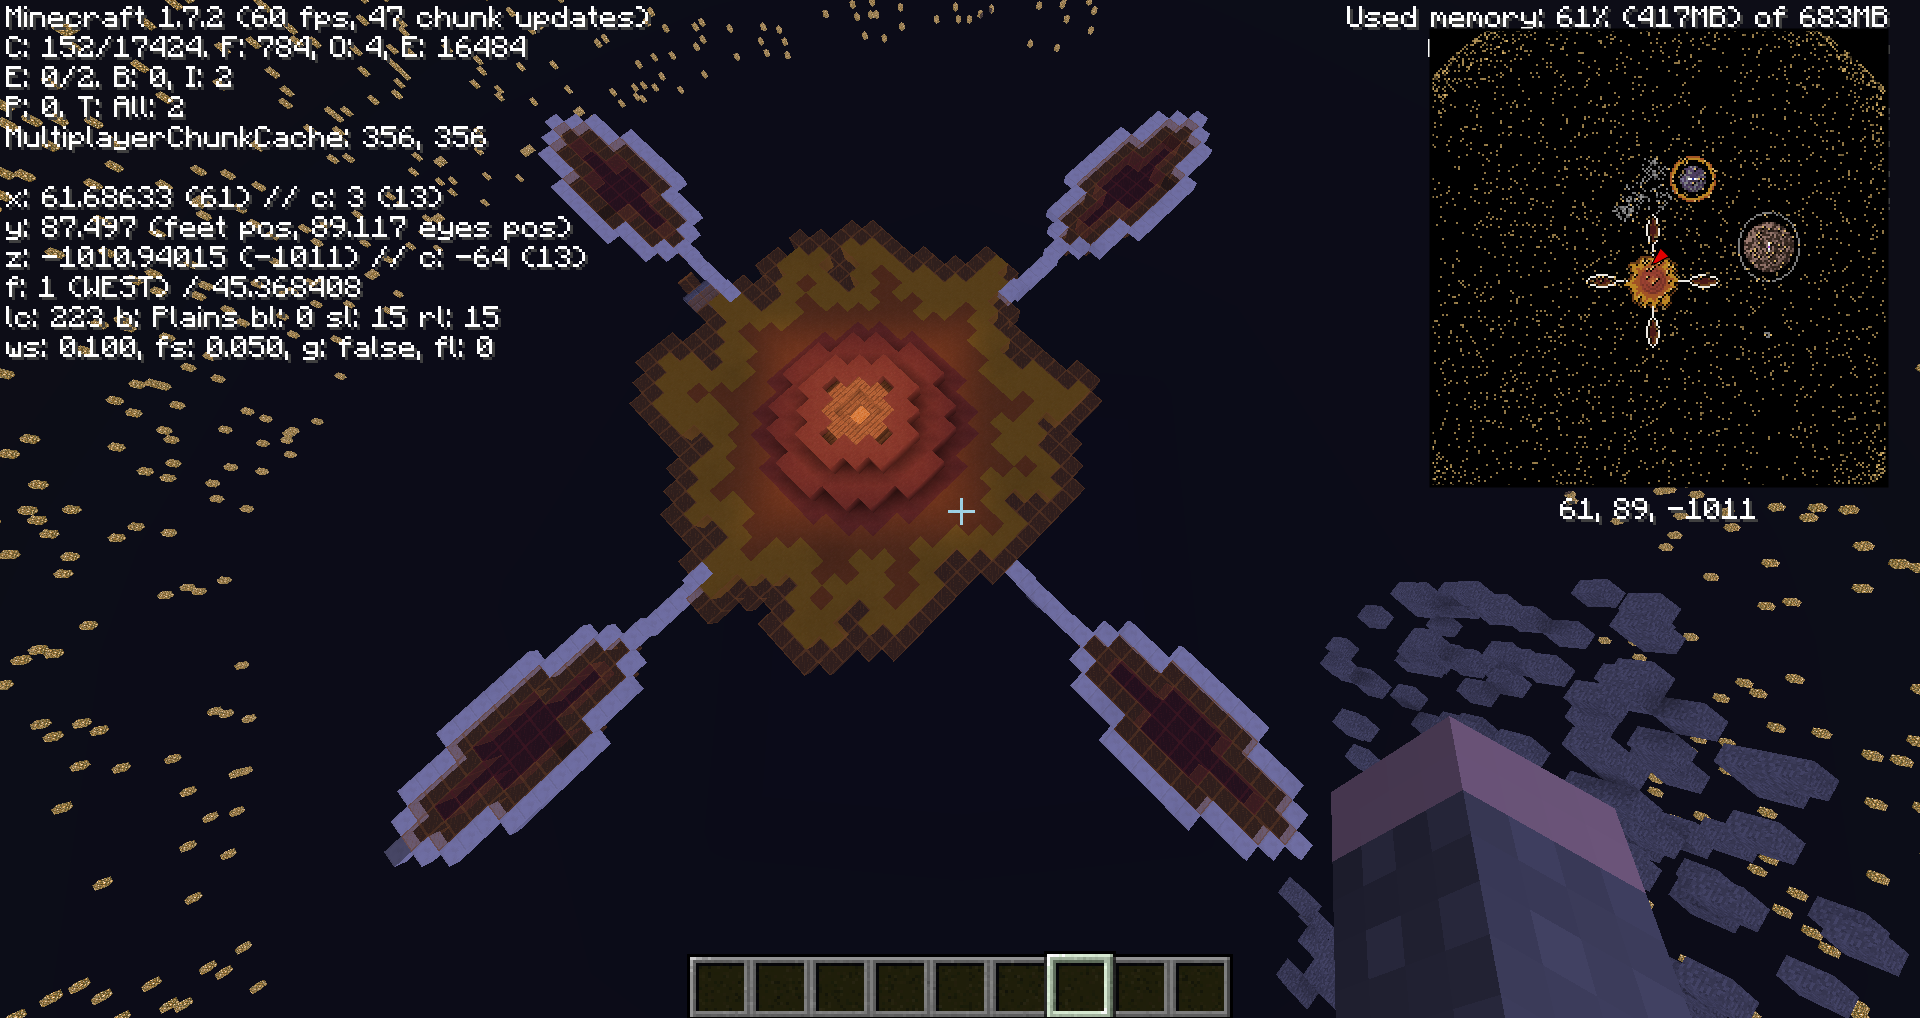 Minecraft 1.7.2 (60 fps, 47 chunk updates)
C: 152/17424. F: 784, O: 4, E: 16484
E: 0/2. B: 0, I: 2
P: 0. T: All: 2
MultiplayerChunkCache: 356, 356
x: 61.68633 (61) // c: 3 (13)
y: 87.497 (feet pos, 89.117 eyes pos)
z: -1010.94015 (-1011) // c: -64 (13)
f: 1 (WEST) / 45.368408
lc: 223 b: Plains bl: 0 sl: 15 rl: 15
ws: 0.100, fs: 0.050, g: false, fl: 0
Used memory: 61% (417MB) of 683MB
61, 89, -1011